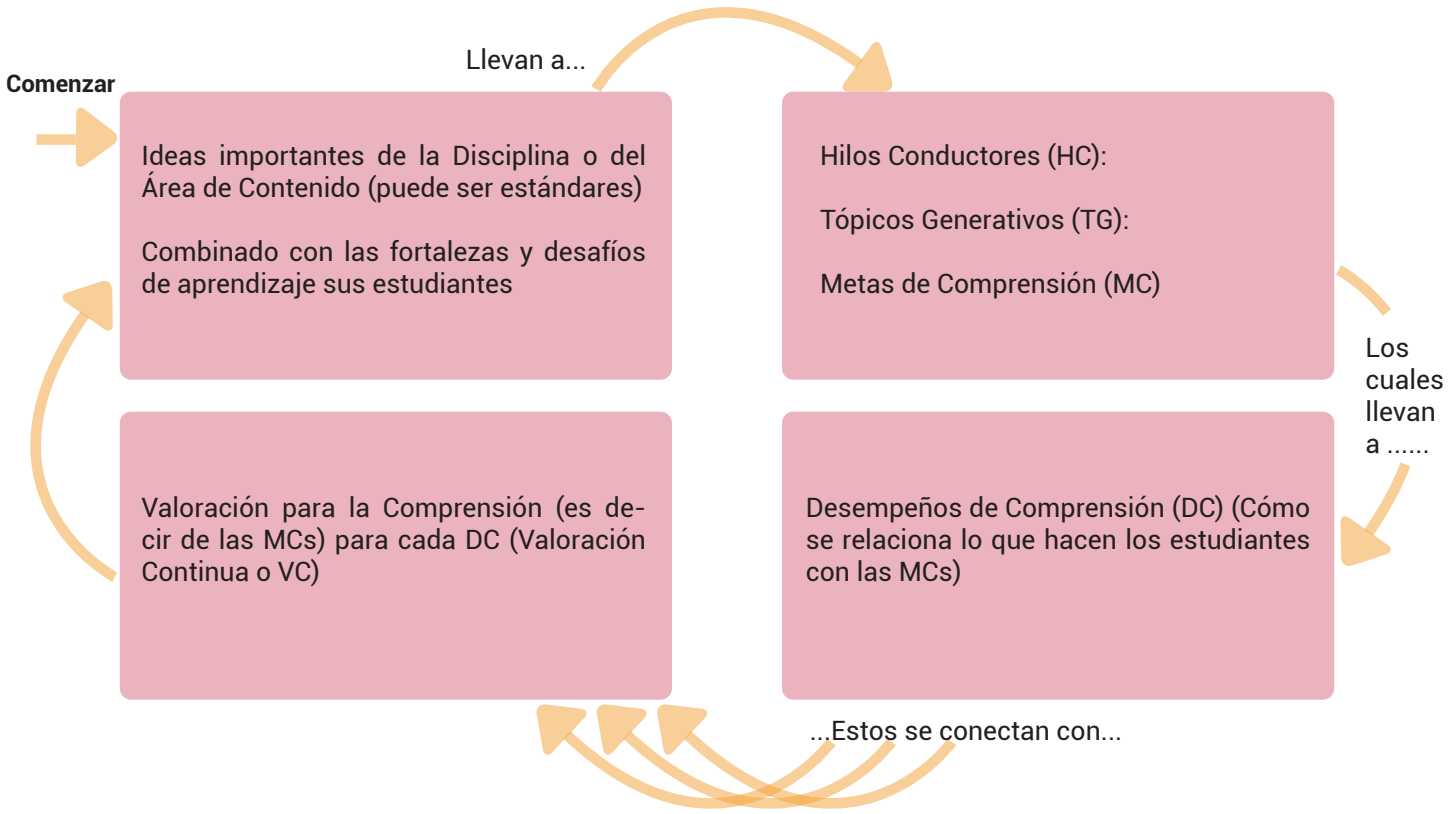 Llevan a...
Comenzar
Ideas importantes de la Disciplina o del
Área de Contenido (puede ser estándares)
Combinado con las fortalezas y desafíos
de aprendizaje sus estudiantes
Hilos Conductores (HC):
Tópicos Generativos (TG):
Metas de Comprensión (MC)
Los
cuales
llevan
a ......
Desempeños de Comprensión (DC) (Cómo
se relaciona lo que hacen los estudiantes
con las MCs)
...Estos se conectan con...
Valoración para la Comprensión (es de-
cir de las MCs) para cada DC (Valoración
Continua o VC)